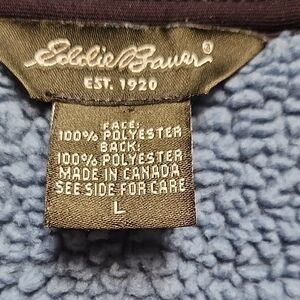 Eddie Bauer®
EST. 1920
FACE:
100% POLYESTER
BACK:
100% POLYESTER
MADE IN CANADA
SEE SIDE FOR CARE
L